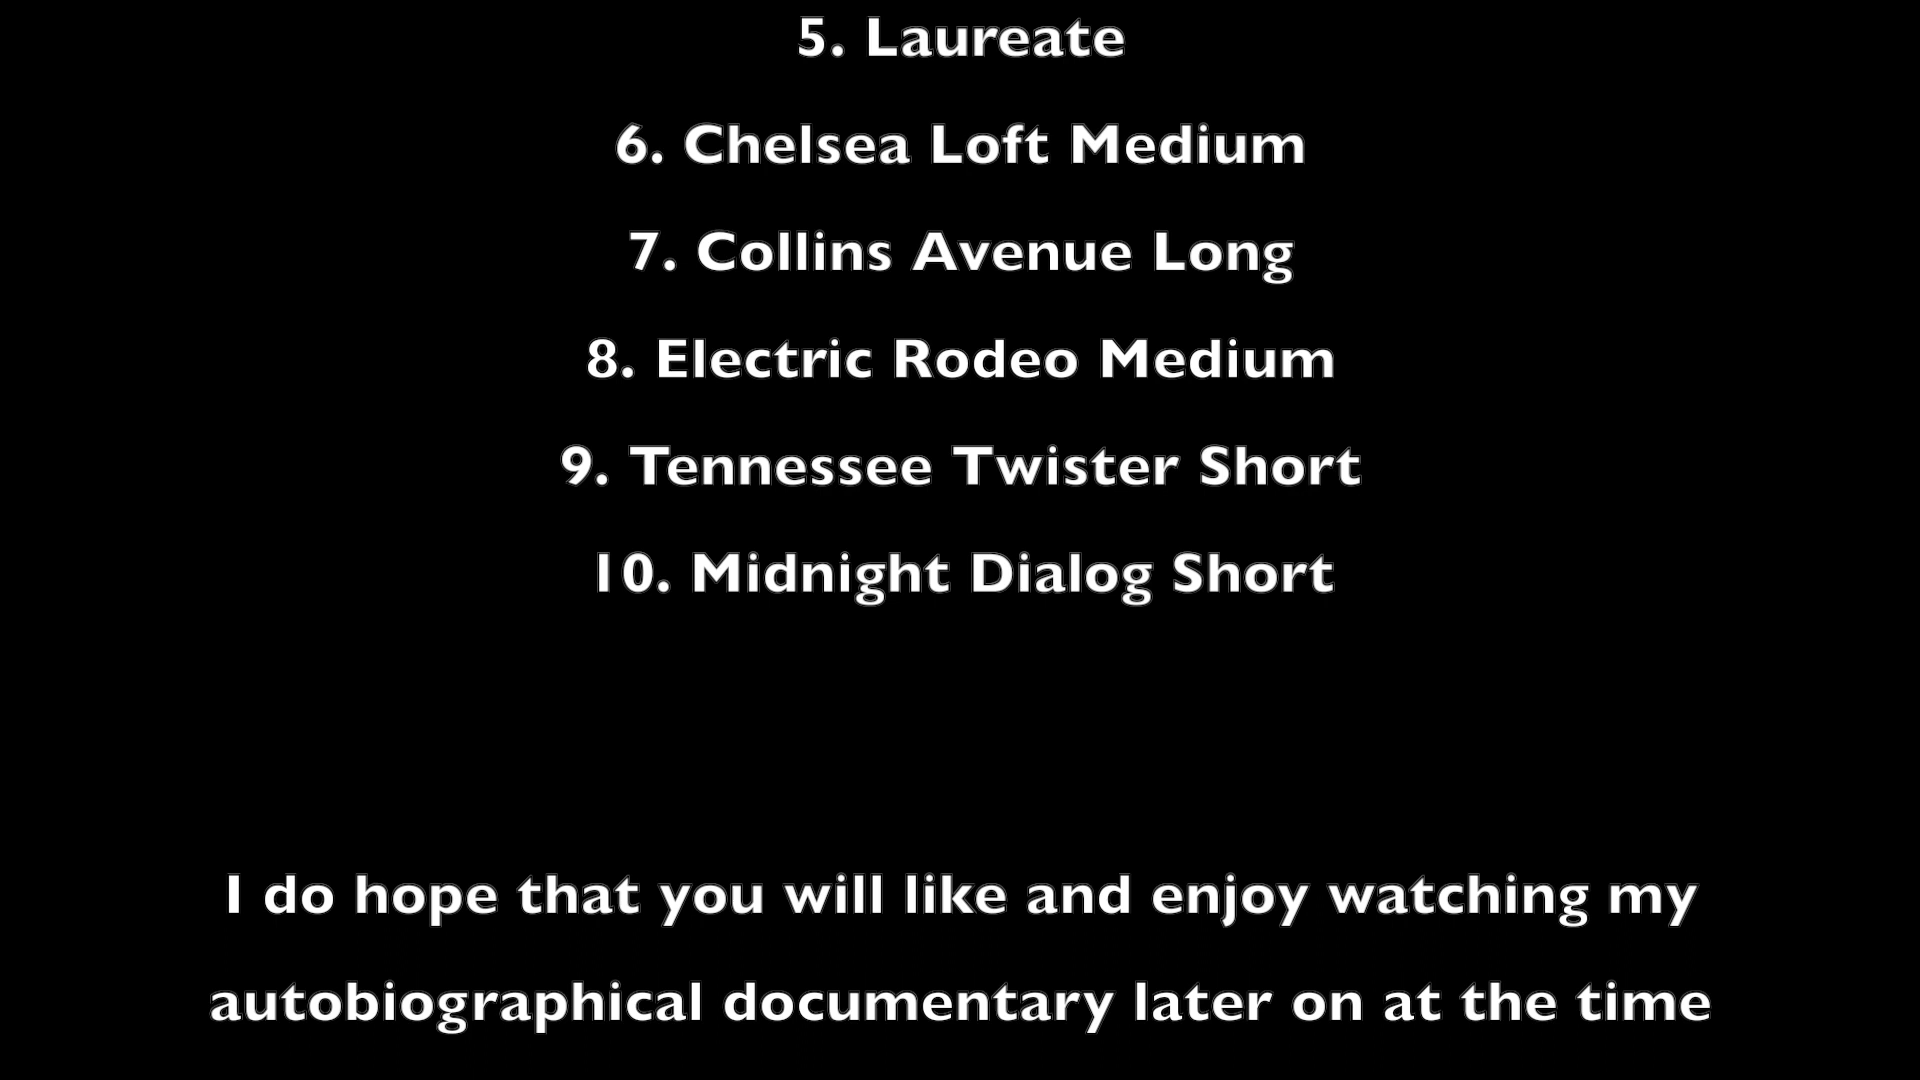 5. Laureate
6. Chelsea Loft Medium
7. Collins Avenue Long
8. Electric Rodeo Medium
9. Tennessee Twister Short
10. Midnight Dialog Short
I do hope that you will like and enjoy watching my
autobiographical documentary later on at the time